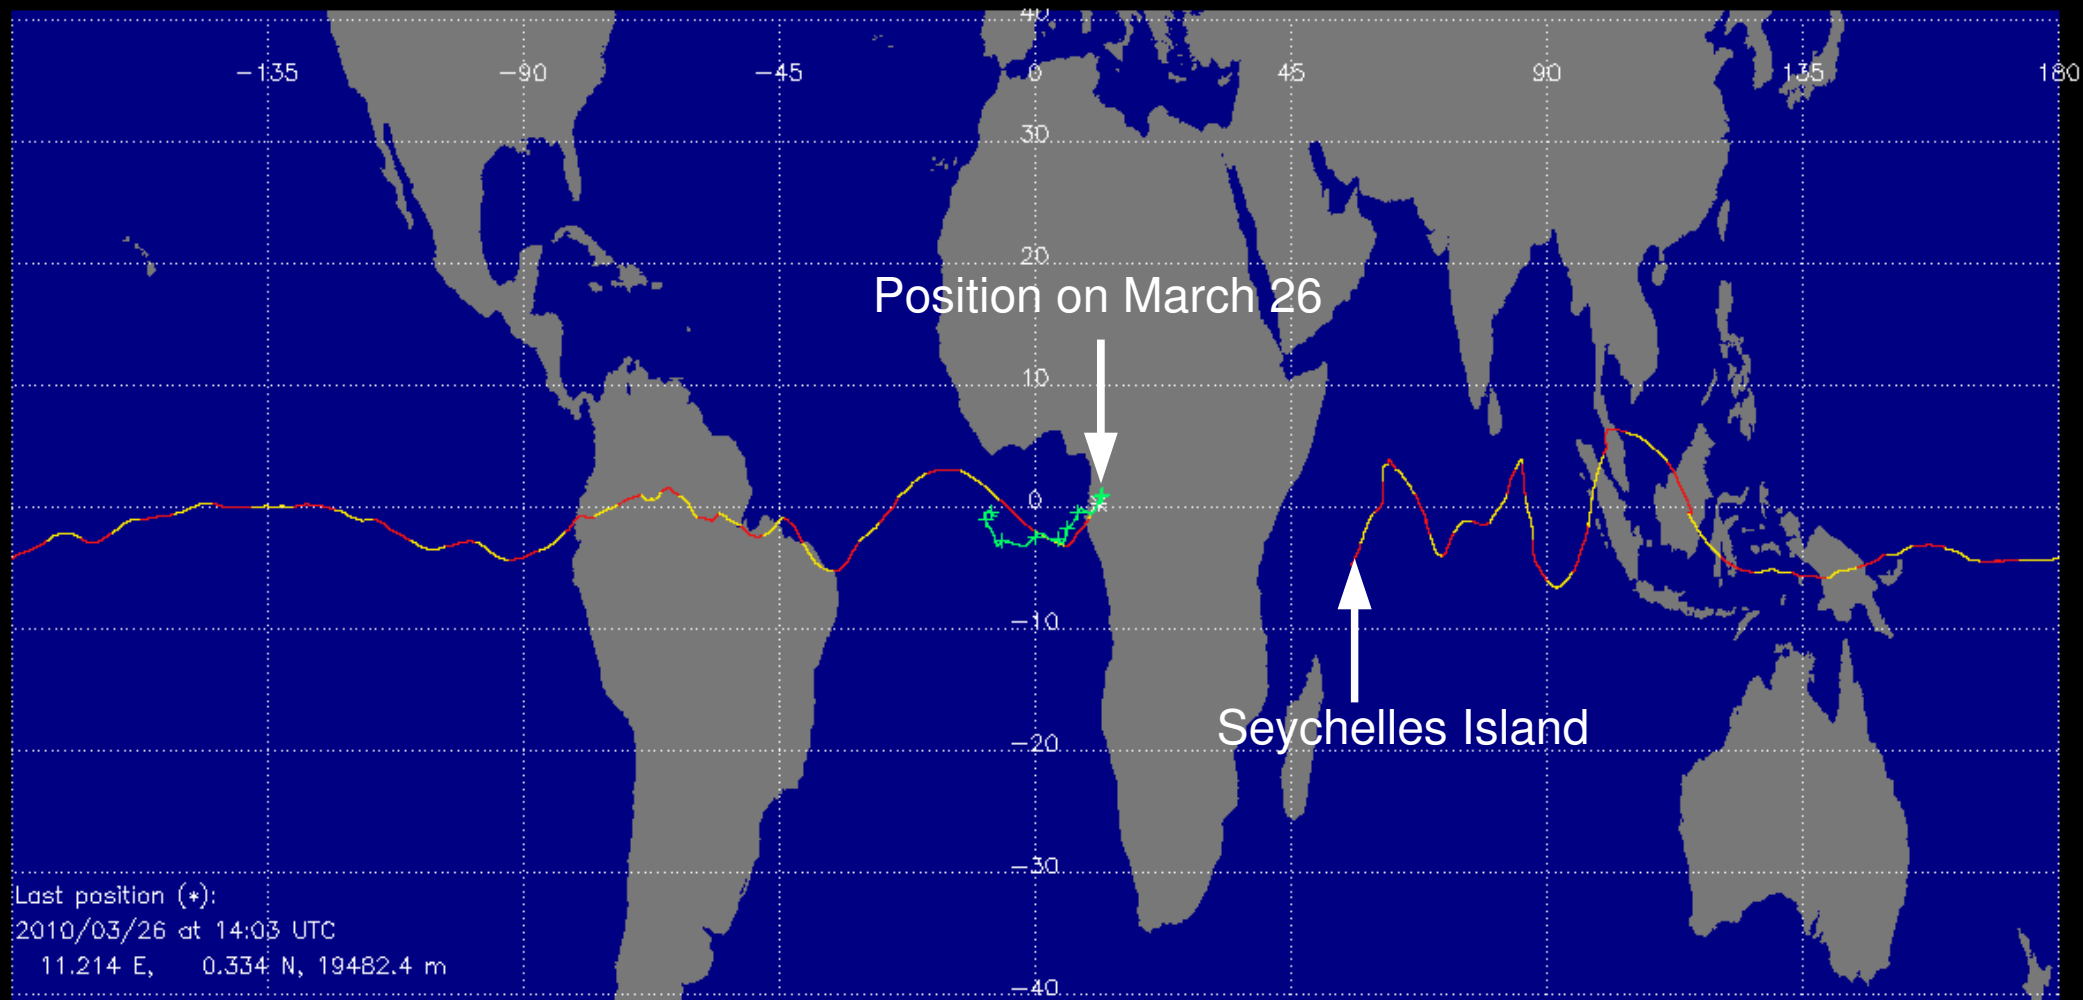 40
-135 -90 -45 0 45 90 135 180
30
20
Position on March 26
10
0
-10
Seychelles Island
-20
-30
Last position (*):
2010/03/26 at 14:03 UTC
11.214 E, 0.334 N, 19482.4 m
-40